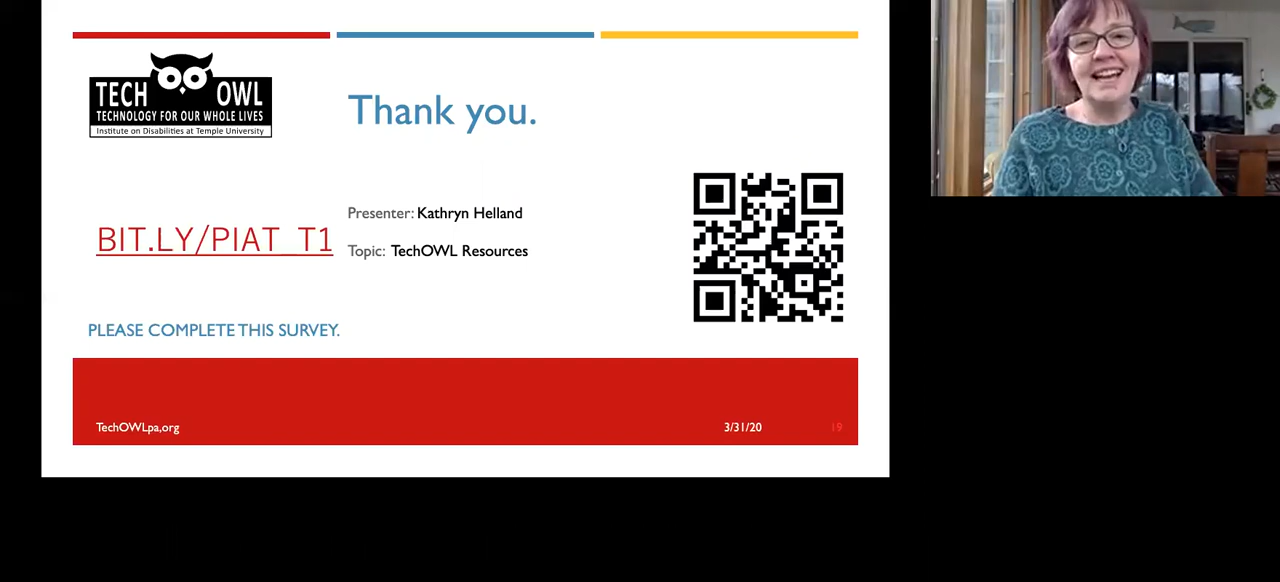 TECH OWL
TECHNOLOGY FOR OUR WHOLE LIVES
Institute on Disabilities at Temple University
Thank you.
BIT.LY/PIAT_T1
Presenter: Kathryn Helland
Topic: TechOWL Resources
PLEASE COMPLETE THIS SURVEY.
TechOWLpa,org
3/31/20
19